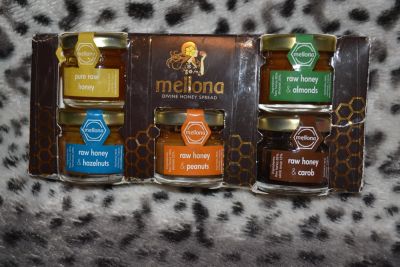 mellona
pure raw
honey
mellona
DIVINE HONEY SPREAD
mellona
raw honey
& almonds
mellona
raw honey
& hazelnuts
mellona
raw honey
& peanuts
mellona
raw honey
& carob